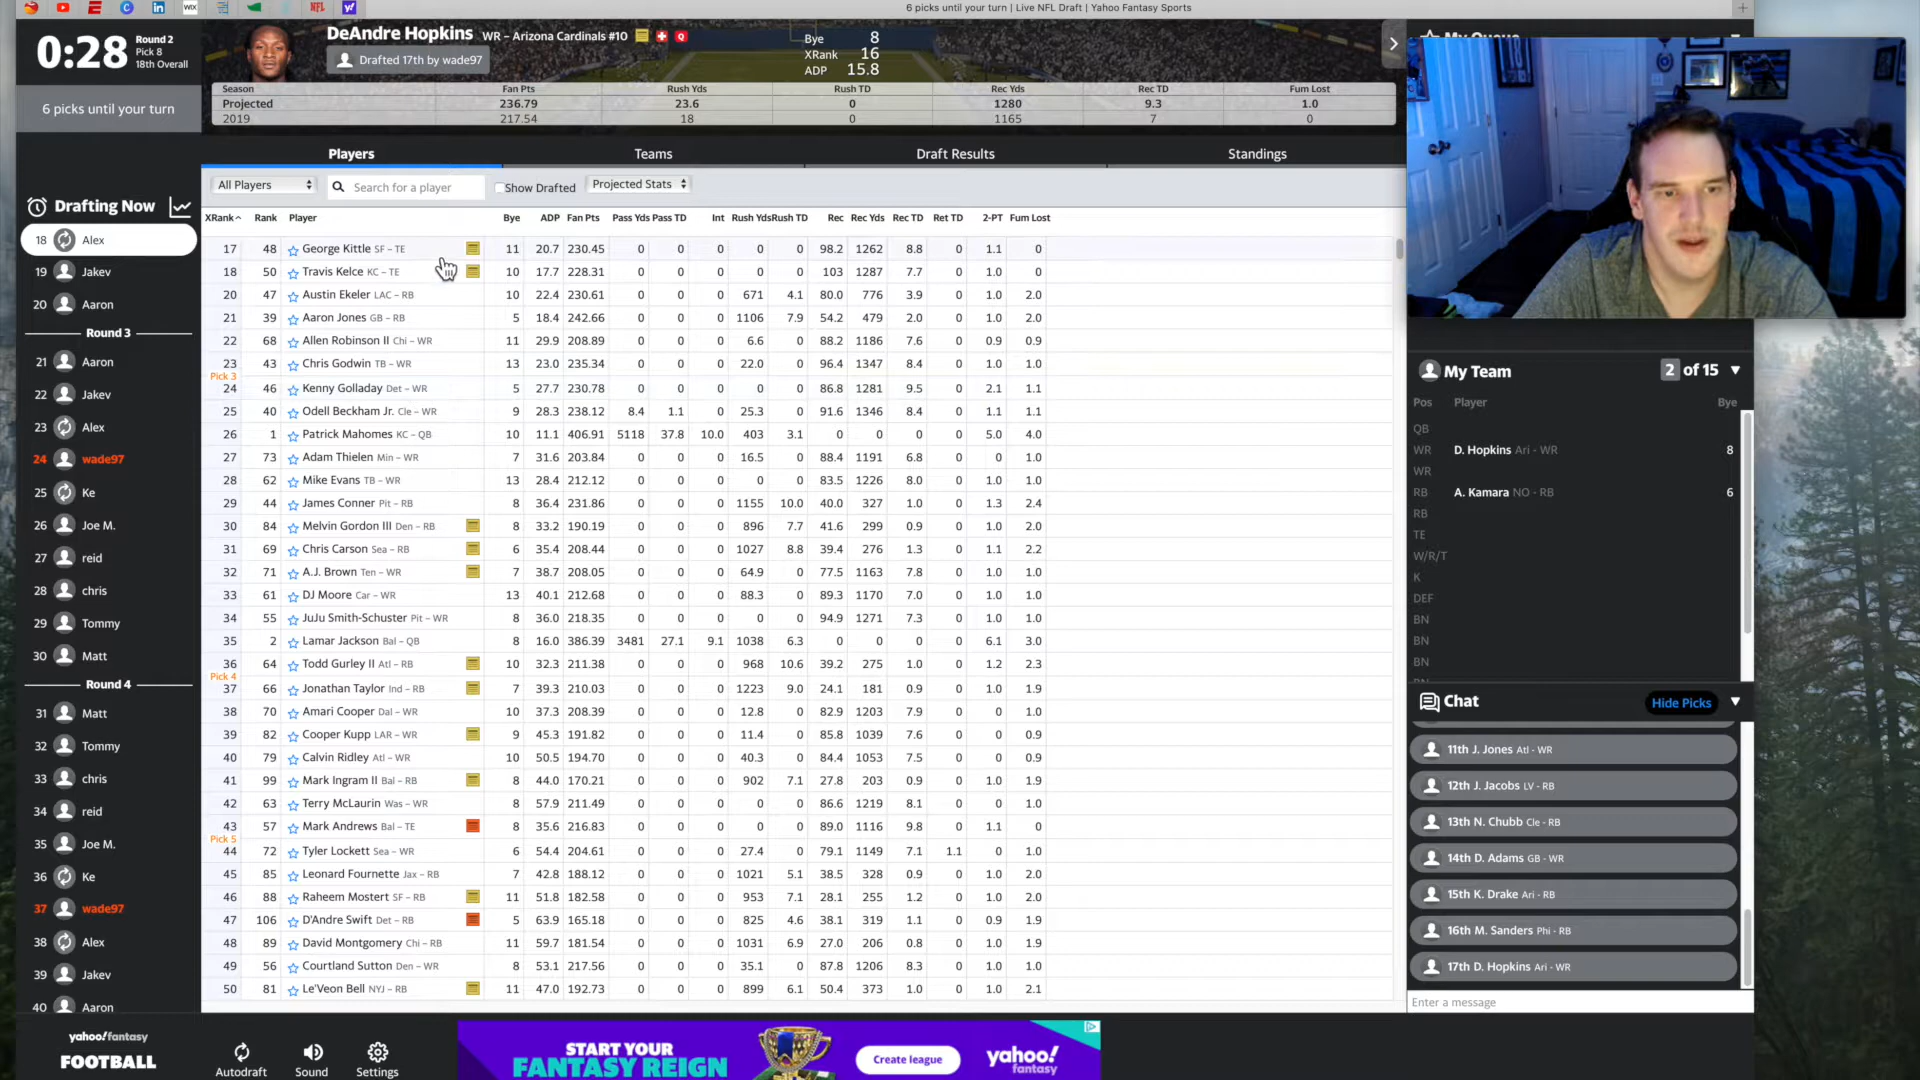 6 picks until your turn | Live NFL Draft | Yahoo Fantasy Sports
0:28
Round 2
Pick 8
18th Overall
6 picks until your turn
DeAndre Hopkins WR – Arizona Cardinals #10 Q
Drafted 17th by wade97
Bye 8
XRank 16
ADP 15.8
Season Fan Pts Rush Yds Rush TD Rec Yds Rec TD Fum Lost
Projected 236.79 23.6 0 1280 9.3 1.0
2019 217.54 18 0 1165 7 0
Players Teams Draft Results Standings
All Players Search for a player Show Drafted Projected Stats
XRank Rank Player Bye ADP Fan Pts Pass Yds Pass TD Int Rush Yds Rush TD Rec Rec Yds Rec TD Ret TD 2-PT Fum Lost
17 48 George Kittle SF – TE 11 20.7 230.45 0 0 0 0 0 98.2 1262 8.8 0 1.1 0
18 50 Travis Kelce KC – TE 10 17.7 228.31 0 0 0 0 0 103 1287 7.7 0 1.0 0
20 47 Austin Ekeler LAC – RB 10 22.4 230.61 0 0 0 671 4.1 80.0 776 3.9 0 1.0 2.0
21 39 Aaron Jones GB – RB 5 18.4 242.66 0 0 0 1106 7.9 54.2 479 2.0 0 1.0 2.0
22 68 Allen Robinson II Chi – WR 11 29.9 208.89 0 0 0 6.6 0 88.2 1186 7.6 0 0.9 0.9
23 43 Chris Godwin TB – WR 13 23.0 235.34 0 0 0 22.0 0 96.4 1347 8.4 0 1.0 1.0
Pick 3
24 46 Kenny Golladay Det – WR 5 27.7 230.78 0 0 0 0 0 86.8 1281 9.5 0 2.1 1.1
25 40 Odell Beckham Jr. Cle – WR 9 28.3 238.12 8.4 1.1 0 25.3 0 91.6 1346 8.4 0 1.1 1.1
26 1 Patrick Mahomes KC – QB 10 11.1 406.91 5118 37.8 10.0 403 3.1 0 0 0 0 5.0 4.0
27 73 Adam Thielen Min – WR 7 31.6 203.84 0 0 0 16.5 0 88.4 1191 6.8 0 0 1.0
28 62 Mike Evans TB – WR 13 28.4 212.12 0 0 0 0 0 83.5 1226 8.0 0 1.0 1.0
29 44 James Conner Pit – RB 8 36.4 231.86 0 0 0 1155 10.0 40.0 327 1.0 0 1.3 2.4
30 84 Melvin Gordon III Den – RB 8 33.2 190.19 0 0 0 896 7.7 41.6 299 0.9 0 1.0 2.0
31 69 Chris Carson Sea – RB 6 35.4 208.44 0 0 0 1027 8.8 39.4 276 1.3 0 1.1 2.2
32 71 A.J. Brown Ten – WR 7 38.7 208.05 0 0 0 64.9 0 77.5 1163 7.8 0 1.0 1.0
33 61 DJ Moore Car – WR 13 40.1 212.68 0 0 0 88.3 0 89.3 1170 7.0 0 1.0 1.0
34 55 JuJu Smith-Schuster Pit – WR 8 36.0 218.35 0 0 0 0 0 94.9 1271 7.3 0 1.0 1.0
35 2 Lamar Jackson Bal – QB 8 16.0 386.39 3481 27.1 9.1 1038 6.3 0 0 0 0 6.1 3.0
36 64 Todd Gurley II Atl – RB 10 32.3 211.38 0 0 0 968 10.6 39.2 275 1.0 0 1.2 2.3
Pick 4
37 66 Jonathan Taylor Ind – RB 7 39.3 210.03 0 0 0 1223 9.0 24.1 181 0.9 0 1.0 1.9
38 70 Amari Cooper Dal – WR 10 37.3 208.39 0 0 0 12.8 0 82.9 1203 7.9 0 0 1.0
39 82 Cooper Kupp LAR – WR 9 45.3 191.82 0 0 0 11.4 0 85.8 1039 7.6 0 0 0.9
40 79 Calvin Ridley Atl – WR 10 50.5 194.70 0 0 0 40.3 0 84.4 1053 7.5 0 0 0.9
41 99 Mark Ingram II Bal – RB 8 44.0 170.21 0 0 0 902 7.1 27.8 203 0.9 0 1.0 1.9
42 63 Terry McLaurin Was – WR 8 57.9 211.49 0 0 0 0 0 86.6 1219 8.1 0 0 1.0
43 57 Mark Andrews Bal – TE 8 35.6 216.83 0 0 0 0 0 89.0 1116 9.8 0 1.1 0
Pick 5
44 72 Tyler Lockett Sea – WR 6 54.4 204.61 0 0 0 27.4 0 79.1 1149 7.1 1.1 0 1.0
45 85 Leonard Fournette Jax – RB 7 42.8 188.12 0 0 0 1021 5.1 38.5 328 0.9 0 1.0 2.0
46 88 Raheem Mostert SF – RB 11 51.8 182.58 0 0 0 953 7.1 28.1 255 1.2 0 1.0 2.0
47 106 D'Andre Swift Det – RB 5 63.9 165.18 0 0 0 825 4.6 38.1 319 1.1 0 0.9 1.9
48 89 David Montgomery Chi – RB 11 59.7 181.54 0 0 0 1031 6.9 27.0 206 0.8 0 1.0 1.9
49 56 Courtland Sutton Den – WR 8 53.1 217.56 0 0 0 35.1 0 87.8 1206 8.3 0 1.0 1.0
50 81 Le'Veon Bell NYJ – RB 11 47.0 192.73 0 0 0 899 6.1 50.4 373 1.0 0 1.0 2.1
Drafting Now
18 Alex
19 Jakev
20 Aaron
Round 3
21 Aaron
22 Jakev
23 Alex
24 wade97
25 Ke
26 Joe M.
27 reid
28 chris
29 Tommy
30 Matt
Round 4
31 Matt
32 Tommy
33 chris
34 reid
35 Joe M.
36 Ke
37 wade97
38 Alex
39 Jakev
40 Aaron
My Team 2 of 15
Pos Player Bye
QB
WR D. Hopkins Ari - WR 8
WR
RB A. Kamara NO - RB 6
RB
TE
W/R/T
K
DEF
BN
BN
BN
Chat Hide Picks
11th J. Jones Atl - WR
12th J. Jacobs LV - RB
13th N. Chubb Cle - RB
14th D. Adams GB - WR
15th K. Drake Ari - RB
16th M. Sanders Phi - RB
17th D. Hopkins Ari - WR
Enter a message
yahoo!fantasy
FOOTBALL
Autodraft Sound Settings
START YOUR
FANTASY REIGN
Create league
yahoo!
fantasy